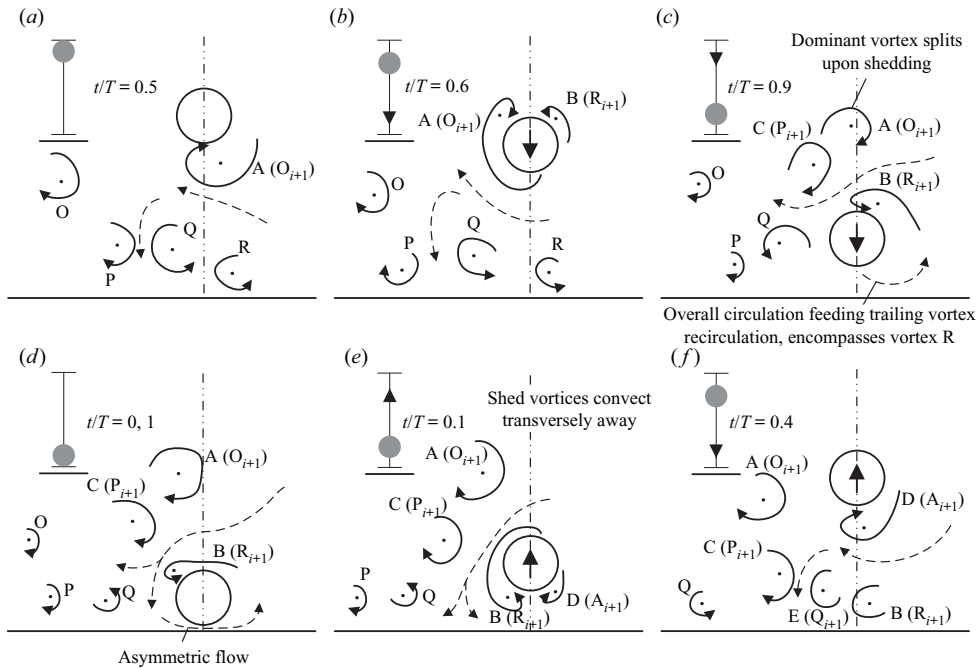 (a)
t/T = 0.5
O
A (Oi+1)
P
Q
R
(b)
t/T = 0.6
A (Oi+1)
B (Ri+1)
O
P
Q
R
(c)
Dominant vortex splits
upon shedding
t/T = 0.9
C (Pi+1)
A (Oi+1)
O
B (Ri+1)
Q
P
Overall circulation feeding trailing vortex
recirculation, encompasses vortex R
(d)
t/T = 0, 1
A (Oi+1)
C (Pi+1)
O
B (Ri+1)
P
Q
Asymmetric flow
(e)
t/T = 0.1
Shed vortices convect
transversely away
A (Oi+1)
C (Pi+1)
P
Q
B (Ri+1)
D (Ai+1)
(f)
t/T = 0.4
A (Oi+1)
D (Ai+1)
C (Pi+1)
Q
E (Qi+1)
B (Ri+1)